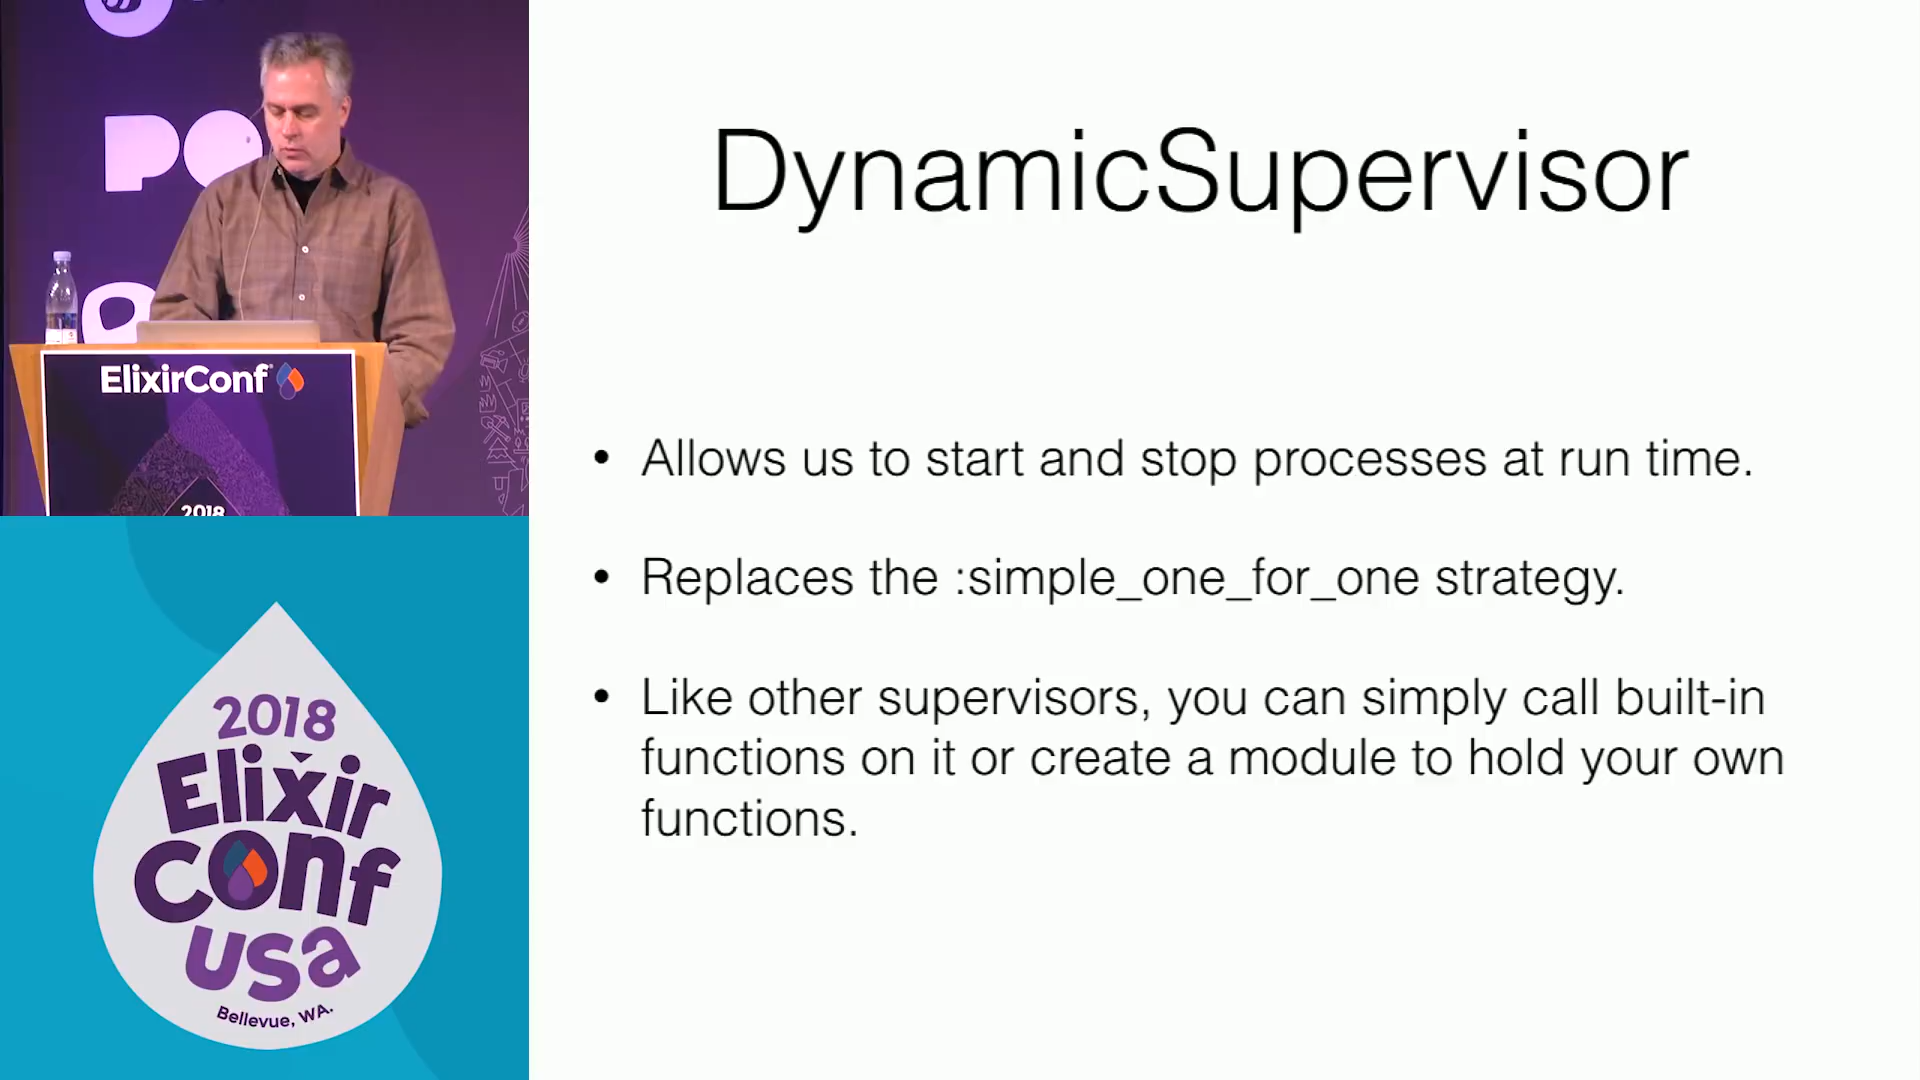 PO
ElixirConf
2018
2018
Elixir
Conf
USA
Bellevue, WA.
DynamicSupervisor
• Allows us to start and stop processes at run time.
• Replaces the :simple_one_for_one strategy.
• Like other supervisors, you can simply call built-in
functions on it or create a module to hold your own
functions.